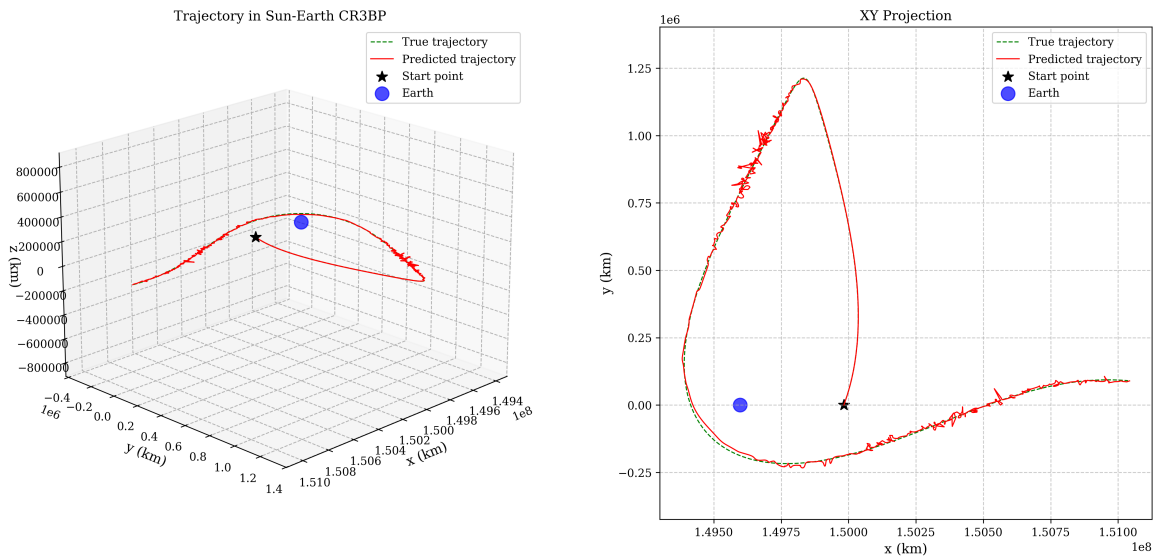 Trajectory in Sun-Earth CR3BP
True trajectory
Predicted trajectory
Start point
Earth
800000
600000
400000
200000
0
−200000
−400000
−600000
−800000
z (km)
−0.4
−0.2
0.0
0.2
0.4
0.6
0.8
1.0
1.2
1.4
1e6
y (km)
1.510
1.508
1.506
1.504
1.502
1.500
1.498
1.496
1.494
1e8
x (km)
XY Projection
1e6
True trajectory
Predicted trajectory
Start point
Earth
1.25
1.00
0.75
0.50
0.25
0.00
−0.25
y (km)
1.4950
1.4975
1.5000
1.5025
1.5050
1.5075
1.5100
1e8
x (km)